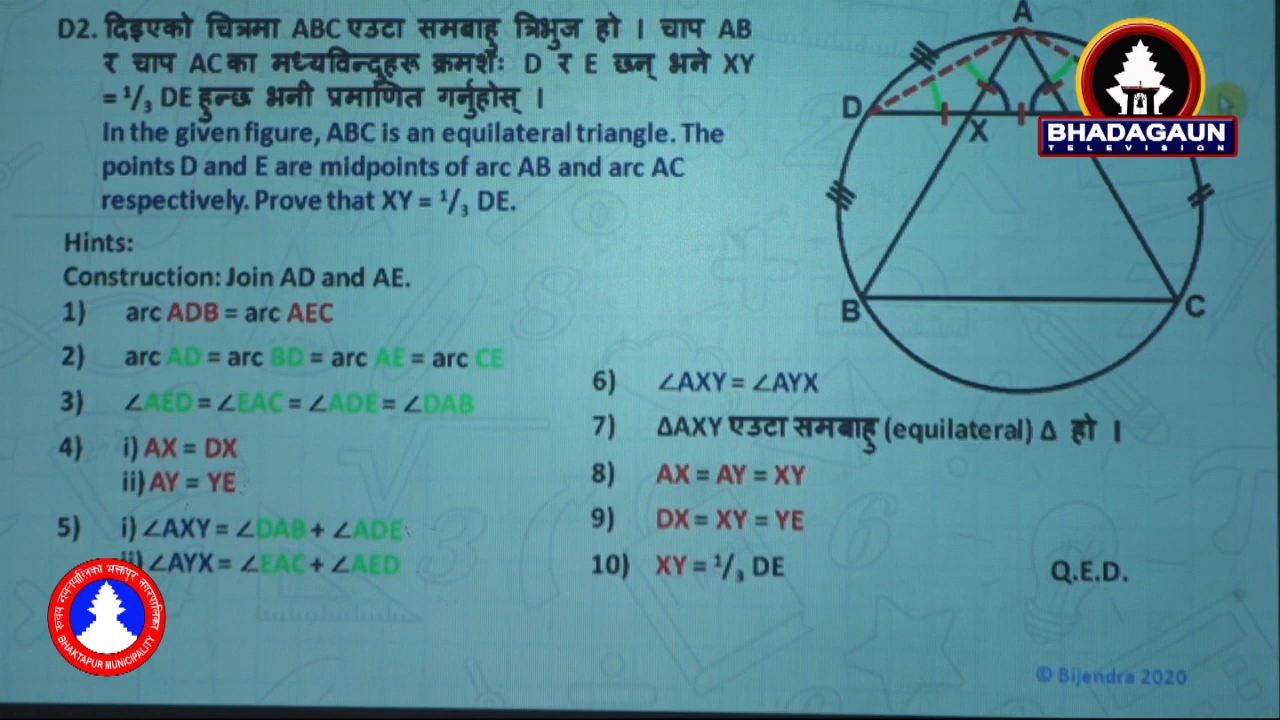 D2. दिइएको चित्रमा ABC एउटा समबाहु त्रिभुज हो । चाप AB
र चाप AC का मध्यविन्दुहरू क्रमशः D र E छन् भने XY
= 1/3 DE हुन्छ भनी प्रमाणित गर्नुहोस् ।
In the given figure, ABC is an equilateral triangle. The
points D and E are midpoints of arc AB and arc AC
respectively. Prove that XY = 1/3 DE.
Hints:
Construction: Join AD and AE.
1) arc ADB = arc AEC
2) arc AD = arc BD = arc AE = arc CE
3) ∠AED = ∠EAC = ∠ADE = ∠DAB
4) i) AX = DX
ii) AY = YE
5) i) ∠AXY = ∠DAB + ∠ADE
ii) ∠AYX = ∠EAC + ∠AED
6) ∠AXY = ∠AYX
7) ΔAXY एउटा समबाहु (equilateral) Δ हो ।
8) AX = AY = XY
9) DX = XY = YE
10) XY = 1/3 DE
Q.E.D.
A
D
X
B
C
BHADAGAUN
TELEVISION
BHAKTAPUR MUNICIPALITY
© Bijendra 2020